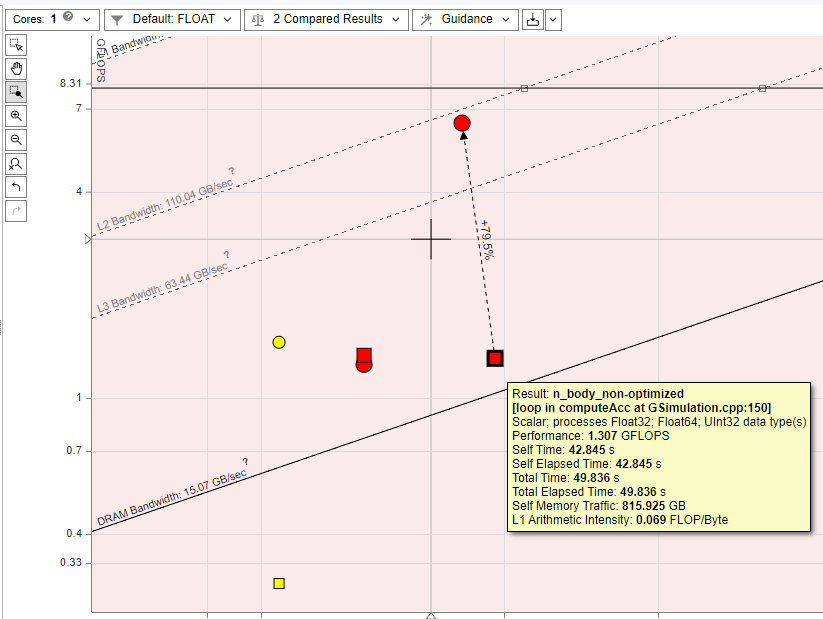 Cores: 1
Default: FLOAT
2 Compared Results
Guidance
GFLOPS
8.31
7
4
1
0.7
0.4
0.33
L2 Bandwidth: 110.04 GB/sec
?
L3 Bandwidth: 63.44 GB/sec
?
DRAM Bandwidth: 15.07 GB/sec
?
+79.5%
Result: n_body_non-optimized
[loop in computeAcc at GSimulation.cpp:150]
Scalar; processes Float32; Float64; UInt32 data type(s)
Performance: 1.307 GFLOPS
Self Time: 42.845 s
Self Elapsed Time: 42.845 s
Total Time: 49.836 s
Total Elapsed Time: 49.836 s
Self Memory Traffic: 815.925 GB
L1 Arithmetic Intensity: 0.069 FLOP/Byte